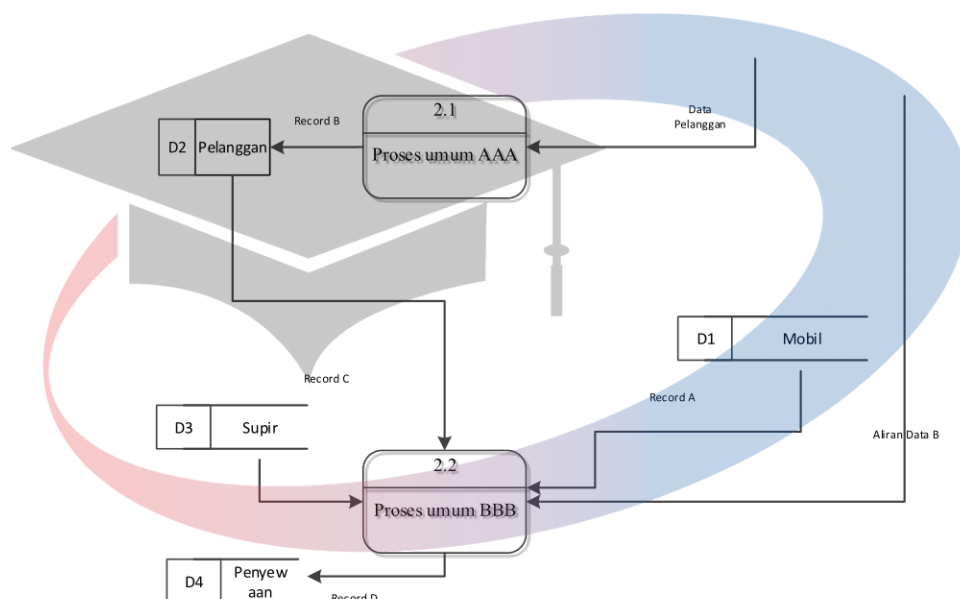 2.1
Proses umum AAA
Data
Pelanggan
Record B
D2
Pelanggan
D1
Mobil
Record C
Record A
D3
Supir
Aliran Data B
2.2
Proses umum BBB
D4
Penyew
aan
Record D